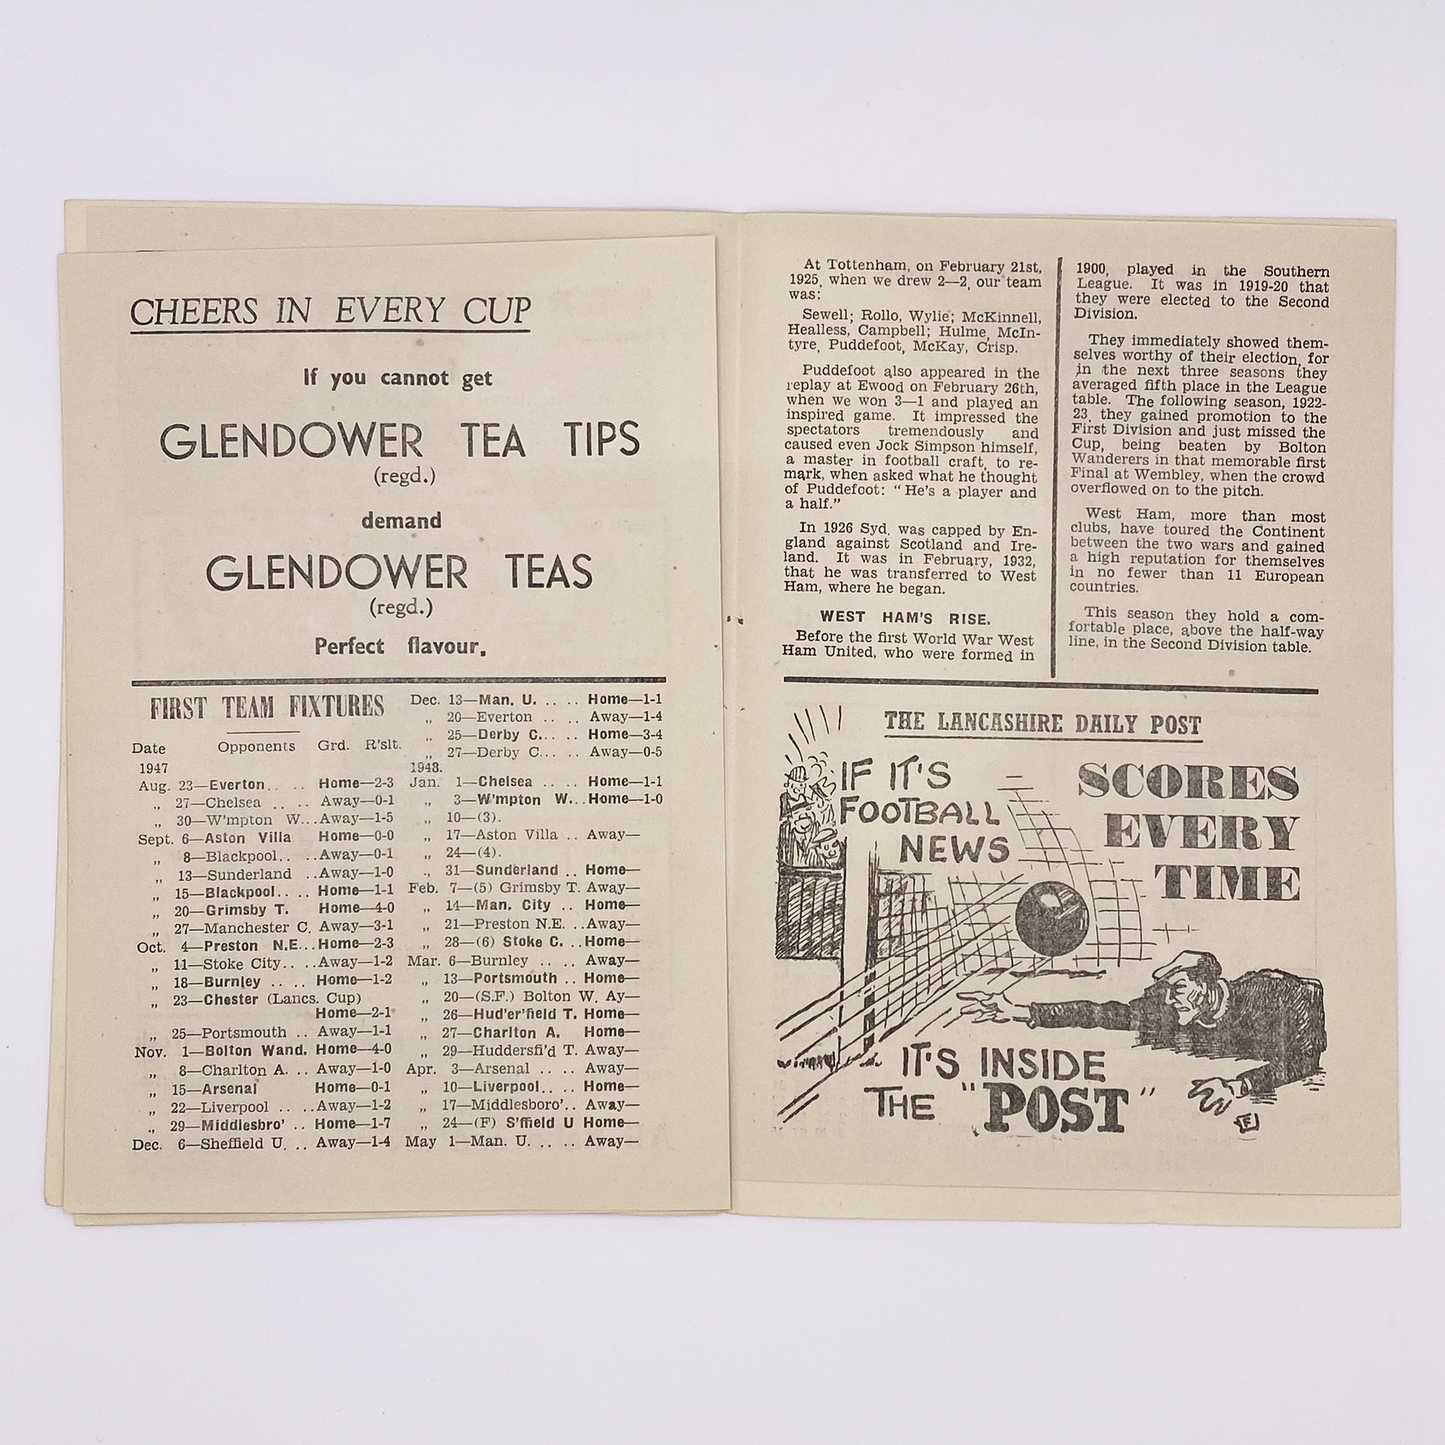 CHEERS IN EVERY CUP
If you cannot get
GLENDOWER TEA TIPS
(regd.)
demand
GLENDOWER TEAS
(regd.)
Perfect flavour.
FIRST TEAM FIXTURES
Date Opponents Grd. R'slt.
1947
Aug. 23—Everton.. .. Home—2-3
„ 27—Chelsea .. .. Away—0-1
„ 30—W'mpton W...Away—1-5
Sept. 6—Aston Villa Home—0-0
„ 8—Blackpool.. ..Away—0-1
„ 13—Sunderland ..Away—1-0
„ 15—Blackpool.. .. Home—1-1
„ 20—Grimsby T. Home—4-0
„ 27—Manchester C. Away—3-1
Oct. 4—Preston N.E...Home—2-3
„ 11—Stoke City.. ..Away—1-2
„ 18—Burnley .. .. Home—1-2
„ 23—Chester (Lancs. Cup)
Home—2-1
„ 25—Portsmouth .. Away—1-1
Nov. 1—Bolton Wand. Home—4-0
„ 8—Charlton A. .. Away—1-0
„ 15—Arsenal Home—0-1
„ 22—Liverpool .. ..Away—1-2
„ 29—Middlesbro' .. Home—1-7
Dec. 6—Sheffield U. .. Away—1-4
Dec. 13—Man. U. .. .. Home—1-1
„ 20—Everton .. .. Away—1-4
„ 25—Derby C... .. Home—3-4
„ 27—Derby C... .. Away—0-5
1948.
Jan. 1—Chelsea .. .. Home—1-1
„ 3—W'mpton W...Home—1-0
„ 10—(3).
„ 17—Aston Villa .. Away—
„ 24—(4).
„ 31—Sunderland .. Home—
Feb. 7—(5) Grimsby T. Away—
„ 14—Man. City .. Home—
„ 21—Preston N.E. ..Away—
„ 28—(6) Stoke C. ..Home—
Mar. 6—Burnley .. .. Away—
„ 13—Portsmouth .. Home—
„ 20—(S.F.) Bolton W. Ay—
„ 26—Hud'er'field T. Home—
„ 27—Charlton A. Home—
„ 29—Huddersfi'd T. Away—
Apr. 3—Arsenal .. .. Away—
„ 10—Liverpool.. .. Home—
„ 17—Middlesboro'.. Away—
„ 24—(F) S'ffield U Home—
May 1—Man. U. .. .. Away—
At Tottenham, on February 21st,
1925, when we drew 2—2, our team
was:
Sewell; Rollo, Wylie; McKinnell,
Healless, Campbell; Hulme, McIn-
tyre, Puddefoot, McKay, Crisp.
Puddefoot also appeared in the
replay at Ewood on February 26th,
when we won 3—1 and played an
inspired game. It impressed the
spectators tremendously and
caused even Jock Simpson himself,
a master in football craft, to re-
mark, when asked what he thought
of Puddefoot: "He's a player and
a half."
In 1926 Syd. was capped by En-
gland against Scotland and Ire-
land. It was in February, 1932,
that he was transferred to West
Ham, where he began.
WEST HAM'S RISE.
Before the first World War West
Ham United, who were formed in
1900, played in the Southern
League. It was in 1919-20 that
they were elected to the Second
Division.
They immediately showed them-
selves worthy of their election, for
in the next three seasons they
averaged fifth place in the League
table. The following season, 1922-
23, they gained promotion to the
First Division and just missed the
Cup, being beaten by Bolton
Wanderers in that memorable first
Final at Wembley, when the crowd
overflowed on to the pitch.
West Ham, more than most
clubs, have toured the Continent
between the two wars and gained
a high reputation for themselves
in no fewer than 11 European
countries.
This season they hold a com-
fortable place, above the half-way
line, in the Second Division table.
THE LANCASHIRE DAILY POST
IF IT'S
FOOTBALL
NEWS
SCORES
EVERY
TIME
IT'S INSIDE
THE "POST"
F